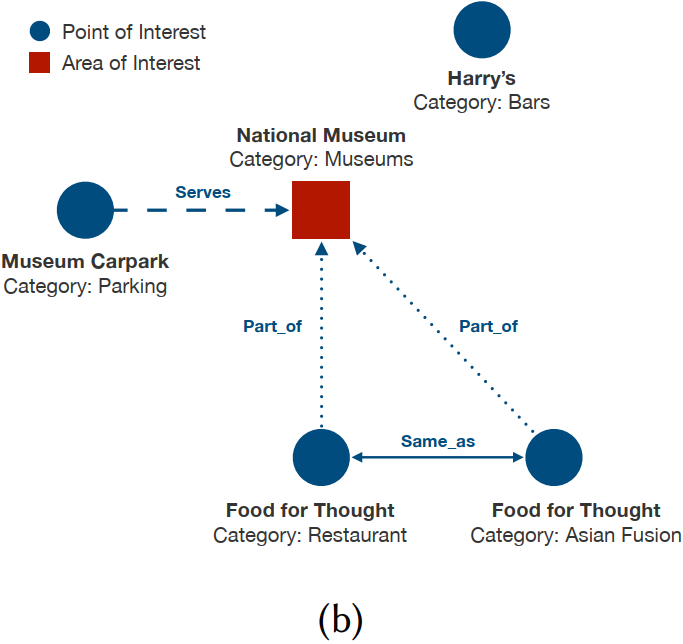 Point of Interest
Area of Interest
Harry's
Category: Bars
National Museum
Category: Museums
Serves
Museum Carpark
Category: Parking
Part_of
Part_of
Same_as
Food for Thought
Category: Restaurant
Food for Thought
Category: Asian Fusion
(b)